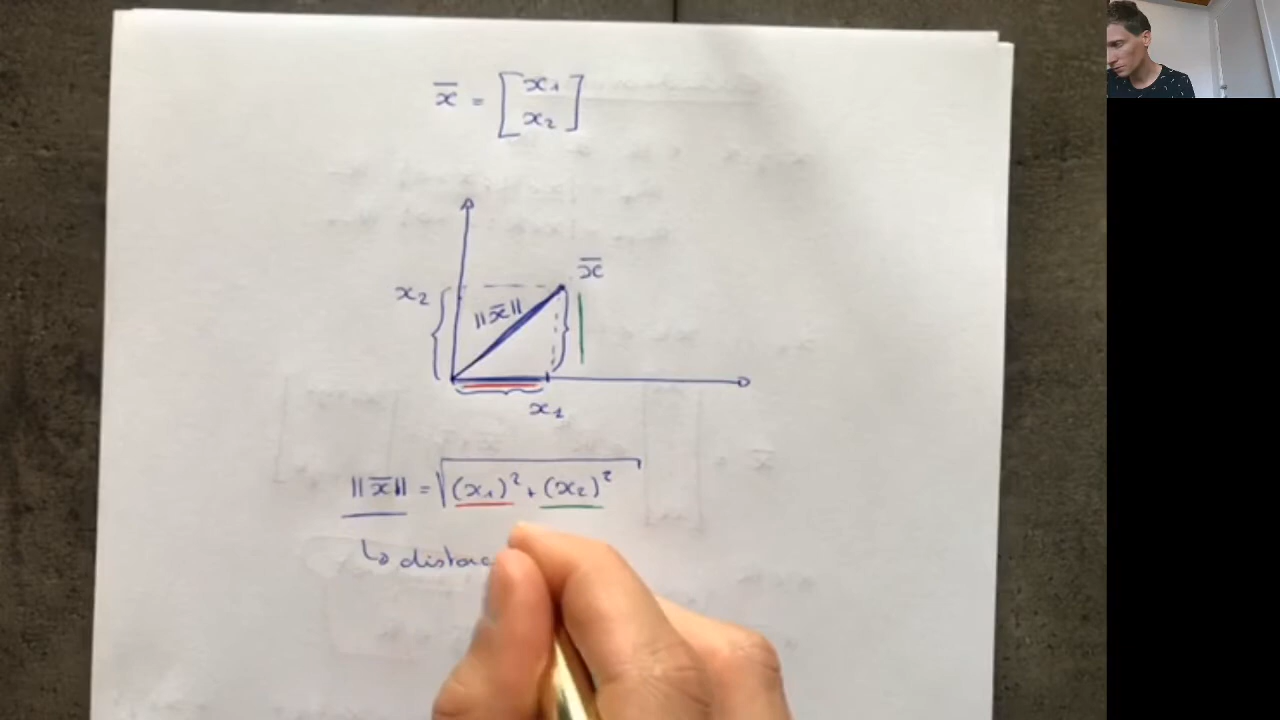 x̄ = [x₁
x₂]
x̄
x₂
||x̄||
x₁
||x̄|| = √(x₁)² + (x₂)²
↳ distanc